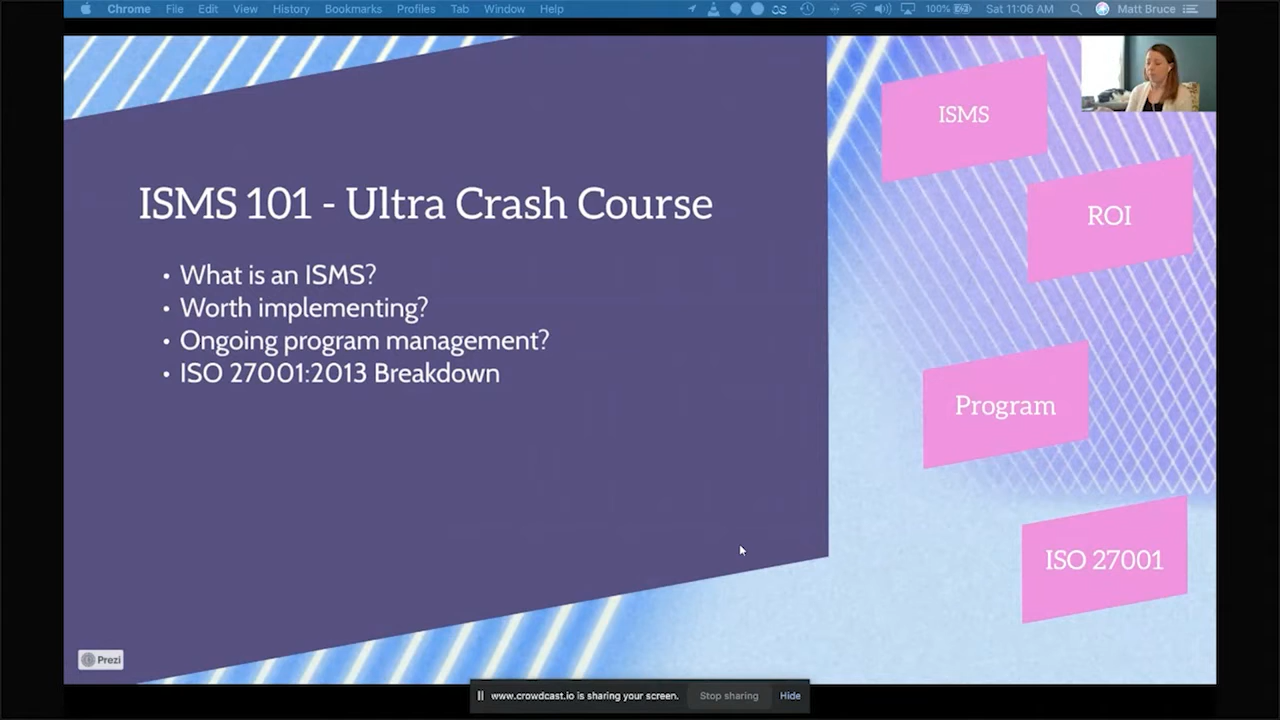 Chrome File Edit View History Bookmarks Profiles Tab Window Help 100% Sat 11:06 AM Matt Bruce
ISMS 101 - Ultra Crash Course
• What is an ISMS?
• Worth implementing?
• Ongoing program management?
• ISO 27001:2013 Breakdown
ISMS
ROI
Program
ISO 27001
Prezi
www.crowdcast.io is sharing your screen. Stop sharing Hide